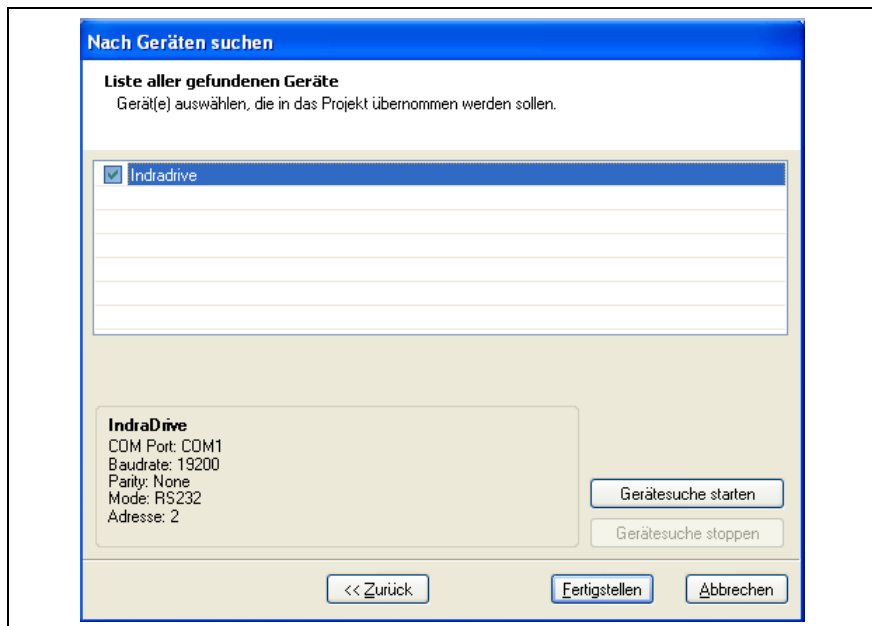 Nach Geräten suchen
Liste aller gefundenen Geräte
Gerät(e) auswählen, die in das Projekt übernommen werden sollen.
Indradrive
IndraDrive
COM Port: COM1
Baudrate: 19200
Parity: None
Mode: RS232
Adresse: 2
Gerätesuche starten
Gerätesuche stoppen
<< Zurück
Fertigstellen
Abbrechen